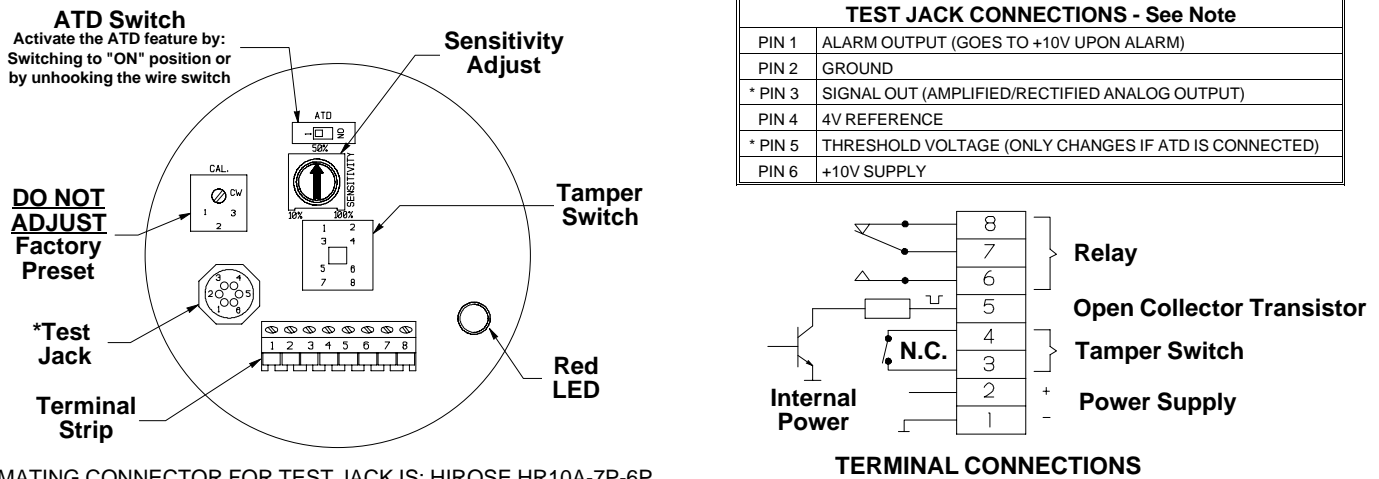 ATD Switch
Activate the ATD feature by:
Switching to "ON" position or
by unhooking the wire switch
Sensitivity
Adjust
ATD
1 ON
50%
SENSITIVITY
10% 100%
CAL.
CW
1 3
2
DO NOT
ADJUST
Factory
Preset
Tamper
Switch
1 2
3 4
5 6
7 8
3 4
2 5
1 6
*Test
Jack
1 2 3 4 5 6 7 8
Red
LED
Terminal
Strip
MATING CONNECTOR FOR TEST JACK IS: HIROSE HR10A-7P-6P
TEST JACK CONNECTIONS - See Note
PIN 1 ALARM OUTPUT (GOES TO +10V UPON ALARM)
PIN 2 GROUND
* PIN 3 SIGNAL OUT (AMPLIFIED/RECTIFIED ANALOG OUTPUT)
PIN 4 4V REFERENCE
* PIN 5 THRESHOLD VOLTAGE (ONLY CHANGES IF ATD IS CONNECTED)
PIN 6 +10V SUPPLY
8
7 Relay
6
5 Open Collector Transistor
4
N.C. Tamper Switch
3
2 +
Power Supply
1 –
Internal
Power
TERMINAL CONNECTIONS